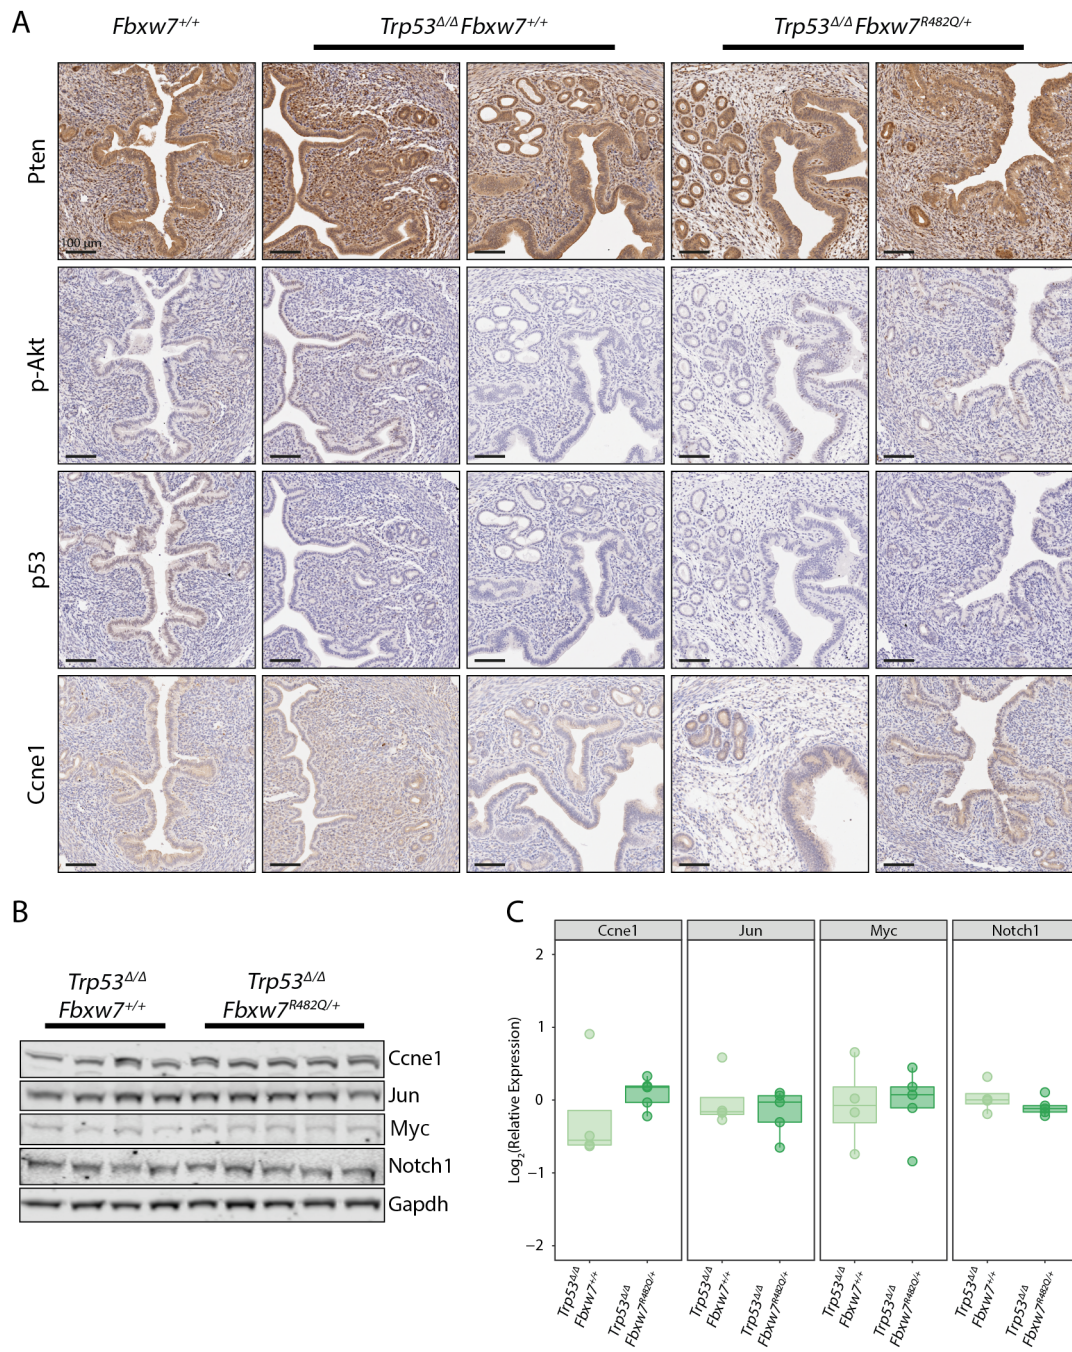 A
Fbxw7+/+
Trp53Δ/Δ Fbxw7+/+
Trp53Δ/Δ Fbxw7R482Q/+
Pten
100 μm
p-Akt
p53
Ccne1
B
Trp53Δ/Δ
Fbxw7+/+
Trp53Δ/Δ
Fbxw7R482Q/+
Ccne1
Jun
Myc
Notch1
Gapdh
C
Ccne1
Jun
Myc
Notch1
Log2(Relative Expression)
2
1
0
−1
−2
Trp53Δ/Δ
Fbxw7+/+
Trp53Δ/Δ
Fbxw7R482Q/+
Trp53Δ/Δ
Fbxw7+/+
Trp53Δ/Δ
Fbxw7R482Q/+
Trp53Δ/Δ
Fbxw7+/+
Trp53Δ/Δ
Fbxw7R482Q/+
Trp53Δ/Δ
Fbxw7+/+
Trp53Δ/Δ
Fbxw7R482Q/+